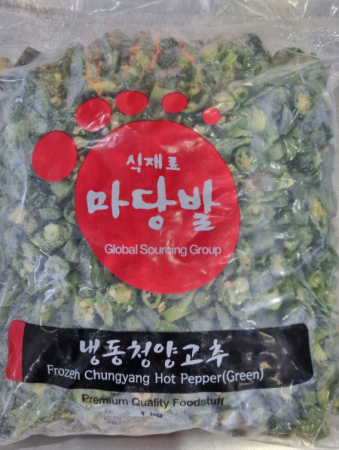 식재료
마당발
Global Sourcing Group
냉동청양고추
Frozen Chungyang Hot Pepper(Green)
Premium Quality Foodstuff